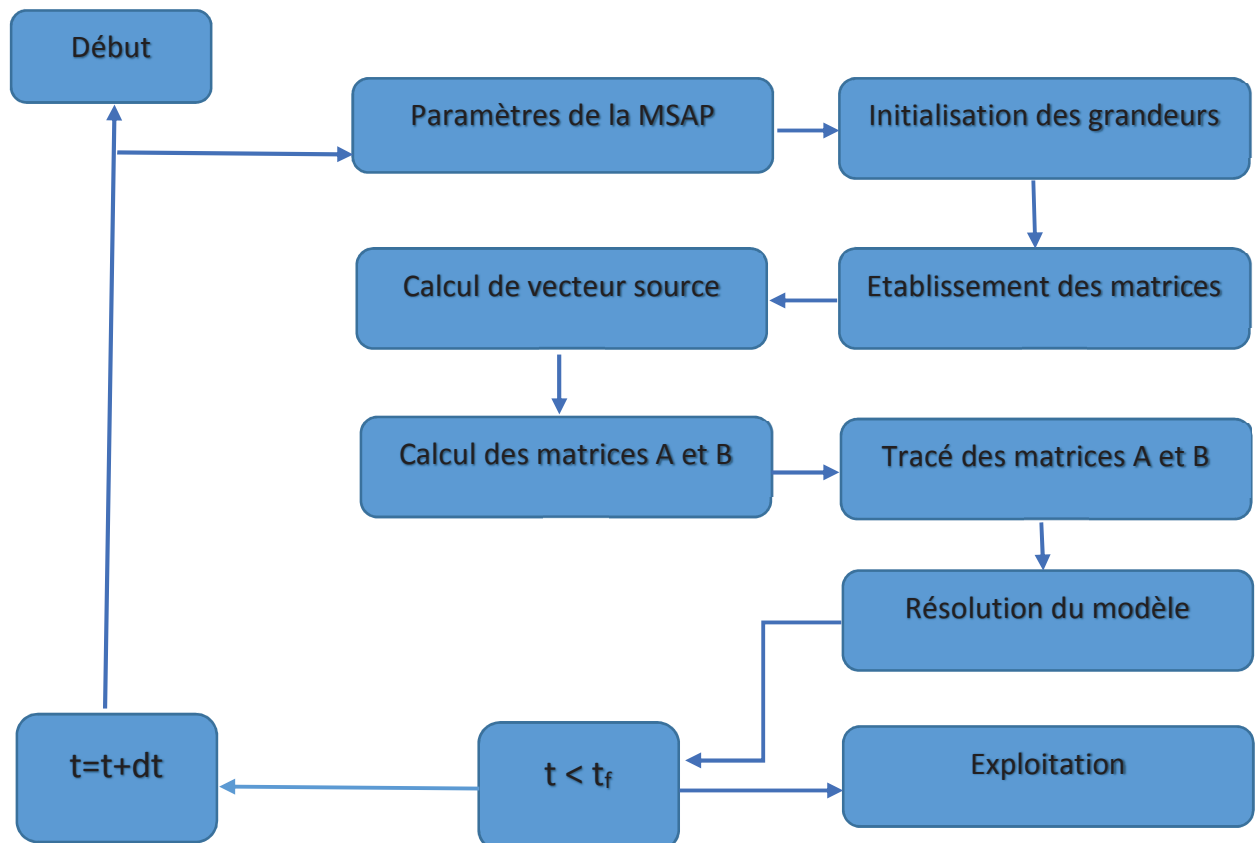 Début
Paramètres de la MSAP
Initialisation des grandeurs
Calcul de vecteur source
Etablissement des matrices
Calcul des matrices A et B
Tracé des matrices A et B
Résolution du modèle
t=t+dt
t < tf
Exploitation